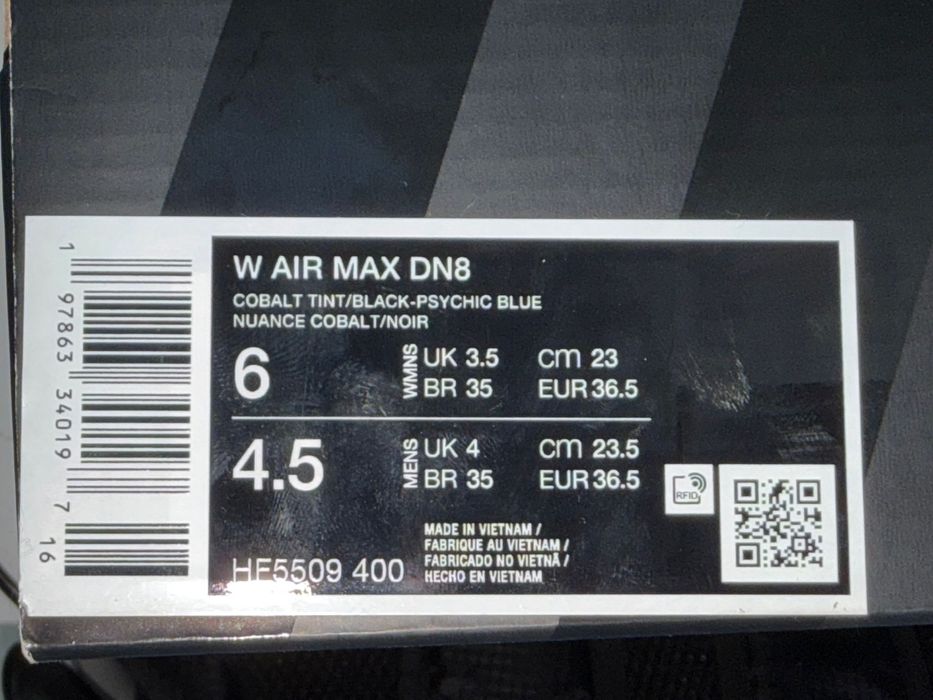 W AIR MAX DN8
COBALT TINT/BLACK-PSYCHIC BLUE
NUANCE COBALT/NOIR
6
WMNS
UK 3.5 cm 23
BR 35 EUR 36.5
4.5
MENS
UK 4 cm 23.5
BR 35 EUR 36.5
HF5509 400
MADE IN VIETNAM /
FABRIQUE AU VIETNAM /
FABRICADO NO VIETNÃ /
HECHO EN VIETNAM
RFID
1 97863 34019 7 16